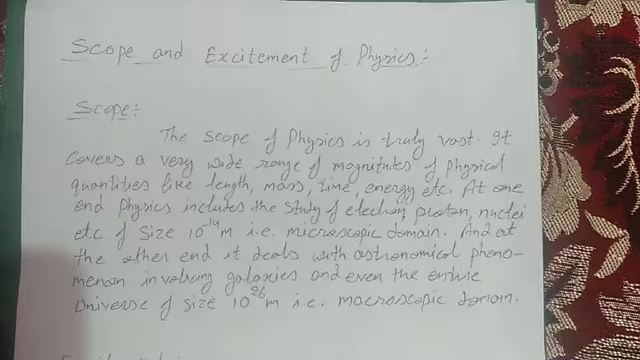 Scope and Excitement of Physics:-
Scope:-
The scope of Physics is truly vast. It
Covers a very wide range of magnitudes of Physical
quantities like length, mass, time, energy etc. At one
end Physics includes the study of electron, proton, nuclei
etc of size 10⁻¹⁴m i.e. microscopic domain. And at
the other end it deals with astronomical pheno-
menon involving galaxies and even the entire
Universe of size 10²⁶m i.e. macroscopic domain.